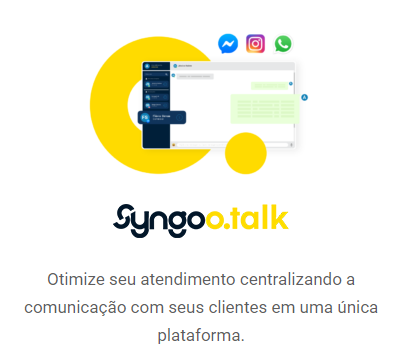 Syngoo.talk
Otimize seu atendimento centralizando a
comunicação com seus clientes em uma única
plataforma.